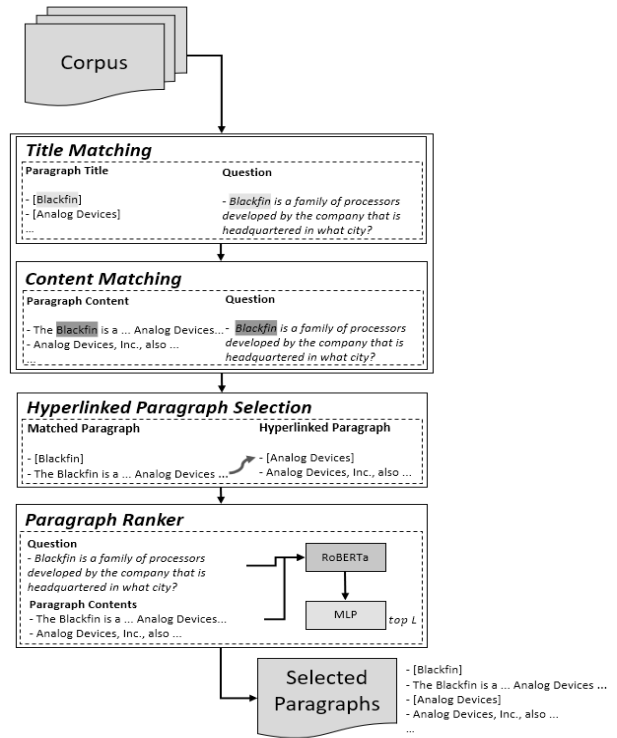 Corpus
Title Matching
Paragraph Title
- [Blackfin]
- [Analog Devices]
...
Question
- Blackfin is a family of processors
developed by the company that is
headquartered in what city?
Content Matching
Paragraph Content
- The Blackfin is a ... Analog Devices...
- Analog Devices, Inc., also ...
...
Question
- Blackfin is a family of processors
developed by the company that is
headquartered in what city?
Hyperlinked Paragraph Selection
Matched Paragraph
- [Blackfin]
- The Blackfin is a ... Analog Devices ...
Hyperlinked Paragraph
- [Analog Devices]
- Analog Devices, Inc., also ...
Paragraph Ranker
Question
- Blackfin is a family of processors
developed by the company that is
headquartered in what city?
Paragraph Contents
- The Blackfin is a ... Analog Devices...
- Analog Devices, Inc., also ...
RoBERTa
MLP
top L
Selected
Paragraphs
- [Blackfin]
- The Blackfin is a ... Analog Devices ...
- [Analog Devices]
- Analog Devices, Inc., also ...
...